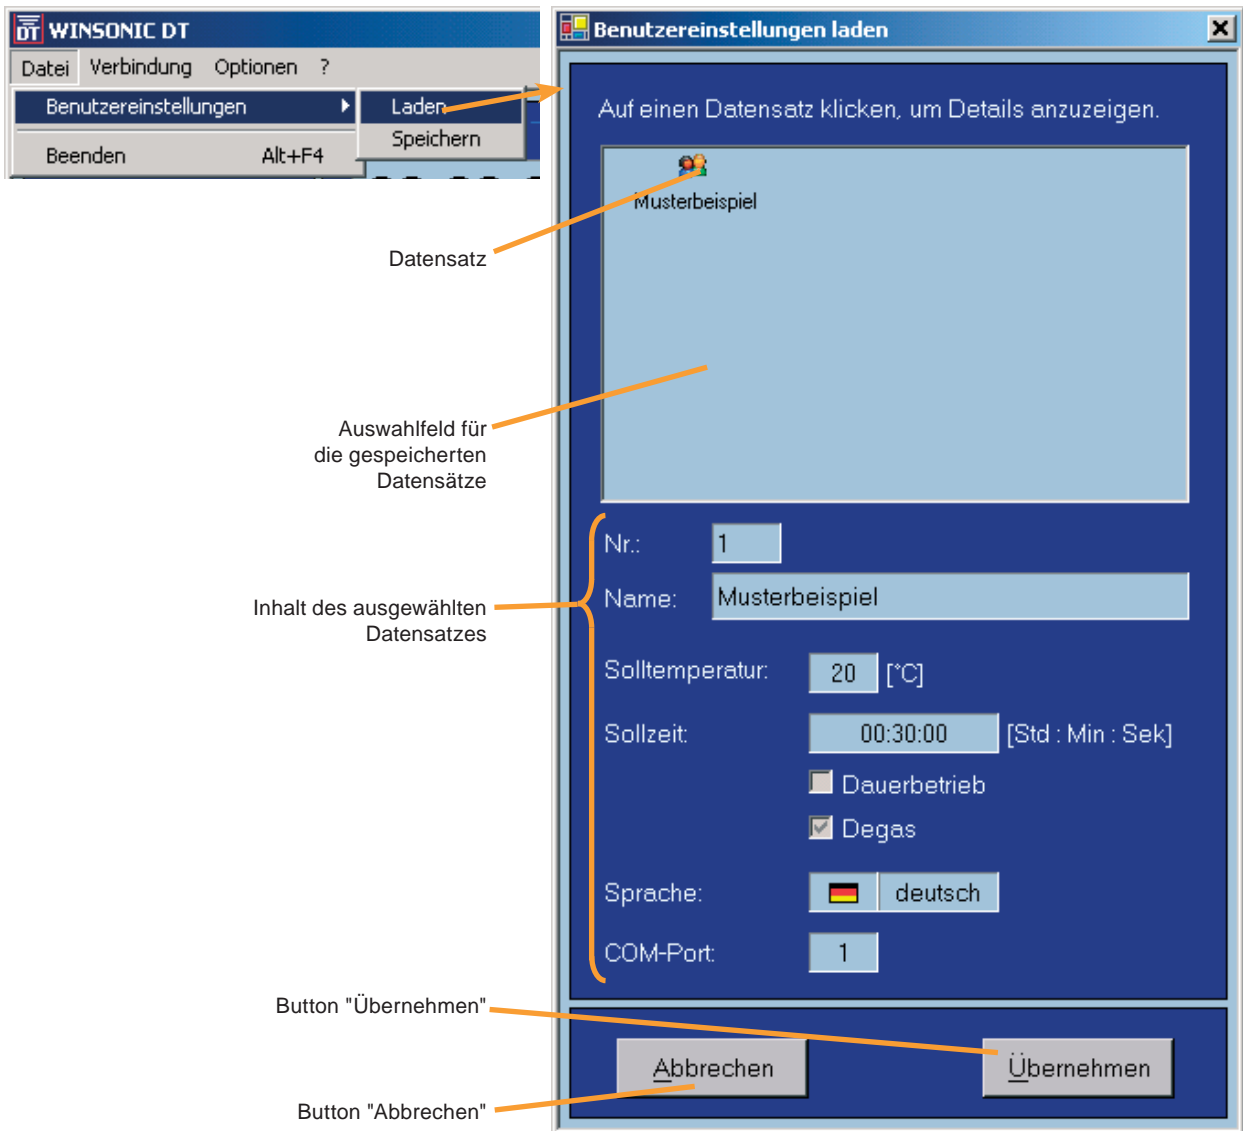 DT WINSONIC DT
Datei Verbindung Optionen ?
Benutzereinstellungen
Laden
Speichern
Beenden Alt+F4
Benutzereinstellungen laden
Auf einen Datensatz klicken, um Details anzuzeigen.
Musterbeispiel
Datensatz
Auswahlfeld für
die gespeicherten
Datensätze
Inhalt des ausgewählten
Datensatzes
Nr.: 1
Name: Musterbeispiel
Solltemperatur: 20 [°C]
Sollzeit: 00:30:00 [Std : Min : Sek]
Dauerbetrieb
Degas
Sprache: deutsch
COM-Port: 1
Button "Übernehmen"
Abbrechen
Übernehmen
Button "Abbrechen"